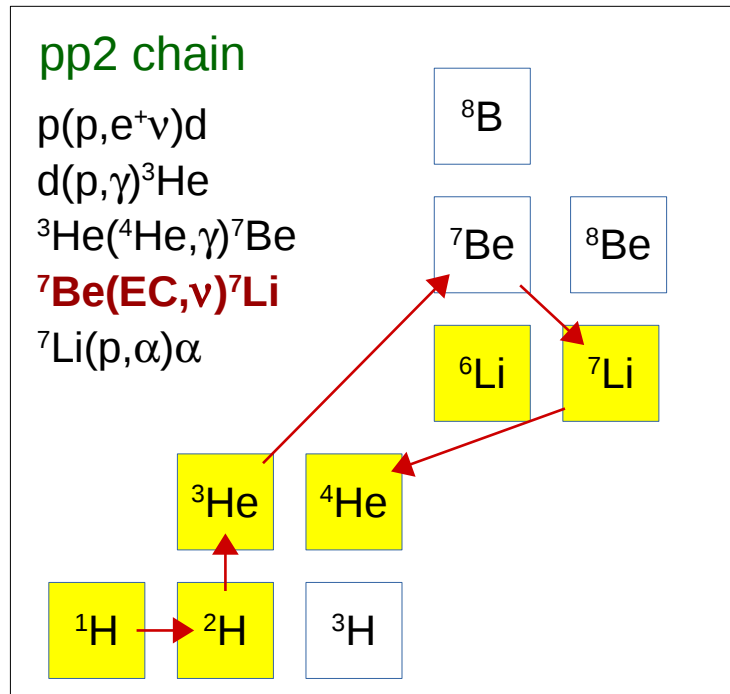 pp2 chain
p(p,e⁺ν)d
d(p,γ)³He
³He(⁴He,γ)⁷Be
⁷Be(EC,ν)⁷Li
⁷Li(p,α)α
⁸B
⁷Be ⁸Be
⁶Li ⁷Li
³He ⁴He
¹H ²H ³H